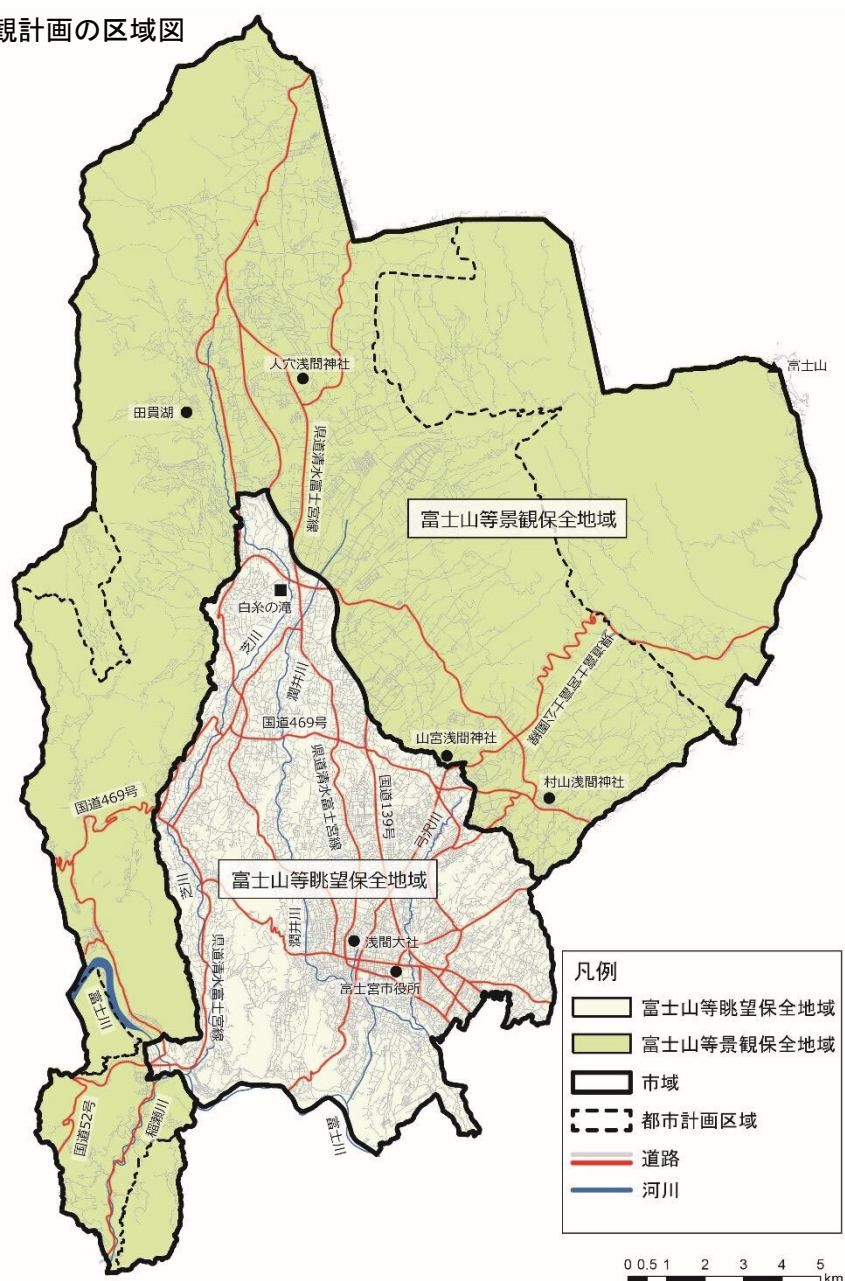 観計画の区域図
富士山
人穴浅間神社
田貫湖
県道清水富士宮線
富士山等景観保全地域
白糸の滝
芝川
潤井川
国道469号
山宮浅間神社
県道清水富士宮線
国道139号
村山浅間神社
弓沢川
国道469号
富士山等眺望保全地域
芝川
潤井川
浅間大社
富士宮市役所
県道清水富士宮線
富士川
国道52号
稲瀬川
富士川
凡例
富士山等眺望保全地域
富士山等景観保全地域
市域
都市計画区域
道路
河川
0 0.5 1 2 3 4 5
km